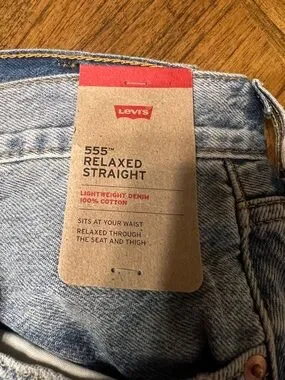 Levi's
555™
RELAXED
STRAIGHT
LIGHTWEIGHT DENIM
100% COTTON
SITS AT YOUR WAIST
RELAXED THROUGH
THE SEAT AND THIGH